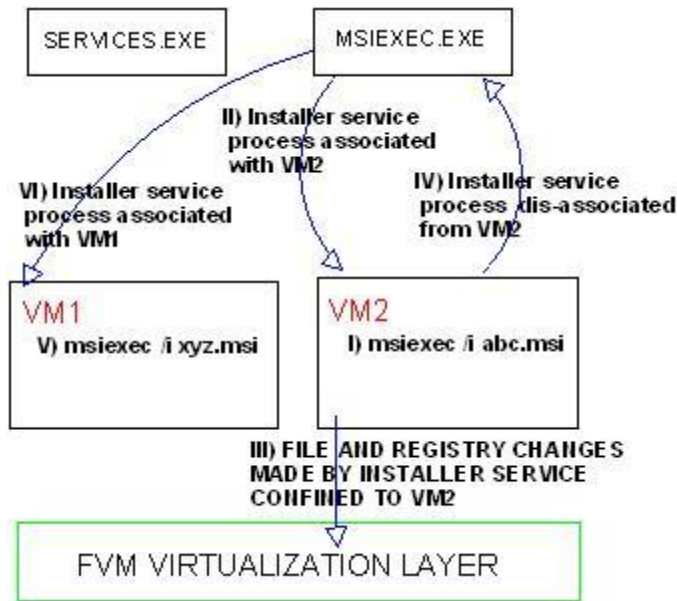 SERVICES.EXE
MSIEXEC.EXE
II) Installer service
process associated
with VM2
VI) Installer service
process associated
with VM1
IV) Installer service
process dis-associated
from VM2
VM1
V) msiexec /i xyz.msi
VM2
I) msiexec /i abc.msi
III) FILE AND REGISTRY CHANGES
MADE BY INSTALLER SERVICE
CONFINED TO VM2
FVM VIRTUALIZATION LAYER